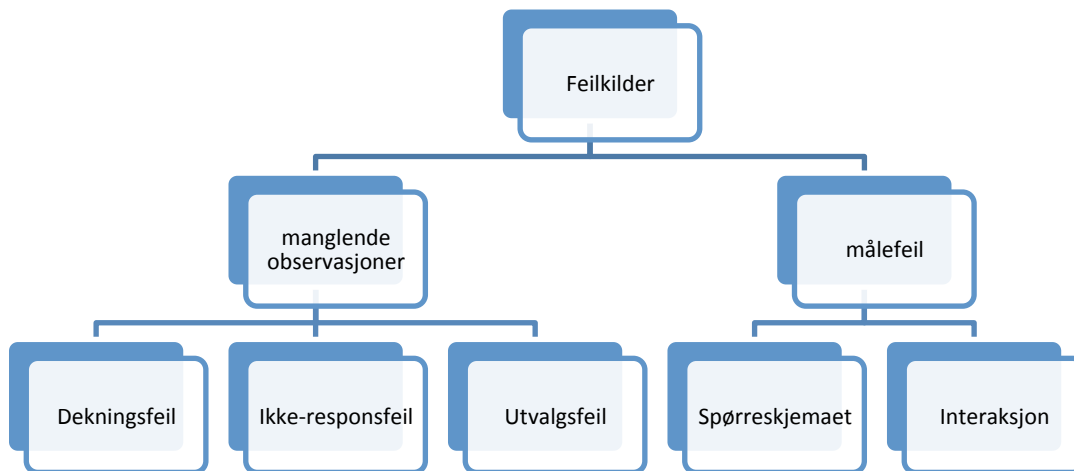 Feilkilder
manglende
observasjoner
målefeil
Dekningsfeil
Ikke-responsfeil
Utvalgsfeil
Spørreskjemaet
Interaksjon